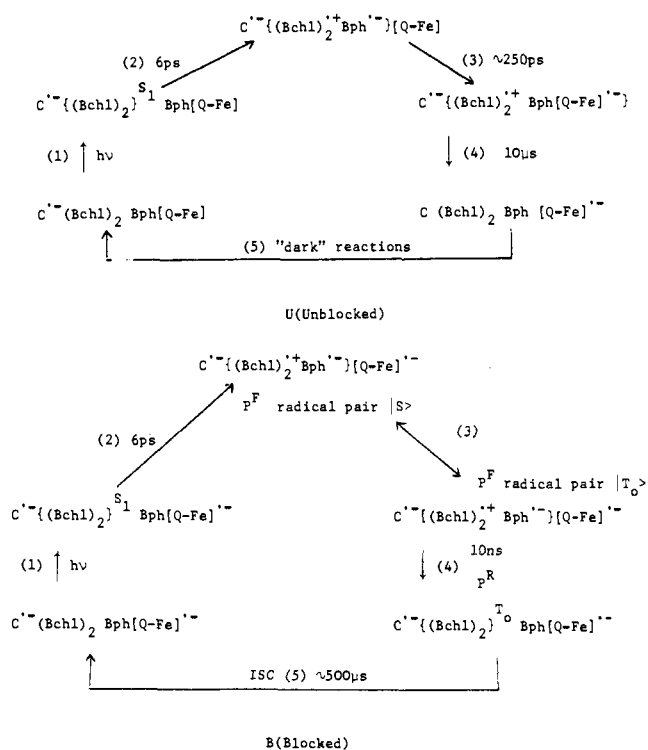 C˙⁻{(Bchl)₂˙⁺Bph˙⁻}[Q-Fe]
(2) 6ps
(3) ~250ps
C˙⁻{(Bchl)₂}^S₁ Bph[Q-Fe]
C˙⁻{(Bchl)₂˙⁺ Bph[Q-Fe]˙⁻}
(1) hν
(4) 10μs
C˙⁻(Bchl)₂ Bph[Q-Fe]
C (Bchl)₂ Bph [Q-Fe]˙⁻
(5) "dark" reactions
U(Unblocked)
C˙⁻{(Bchl)₂˙⁺Bph˙⁻}[Q-Fe]˙⁻
P^F radical pair |S>
(2) 6ps
(3)
P^F radical pair |T₀>
C˙⁻{(Bchl)₂}^S₁ Bph[Q-Fe]˙⁻
C˙⁻[(Bchl)₂˙⁺ Bph˙⁻}[Q-Fe]˙⁻
(1) hν
(4) 10ns
P^R
C˙⁻(Bchl)₂ Bph[Q-Fe]˙⁻
C˙⁻{(Bchl)₂}^T₀ Bph[Q-Fe]˙⁻
ISC (5) ~500μs
B(Blocked)